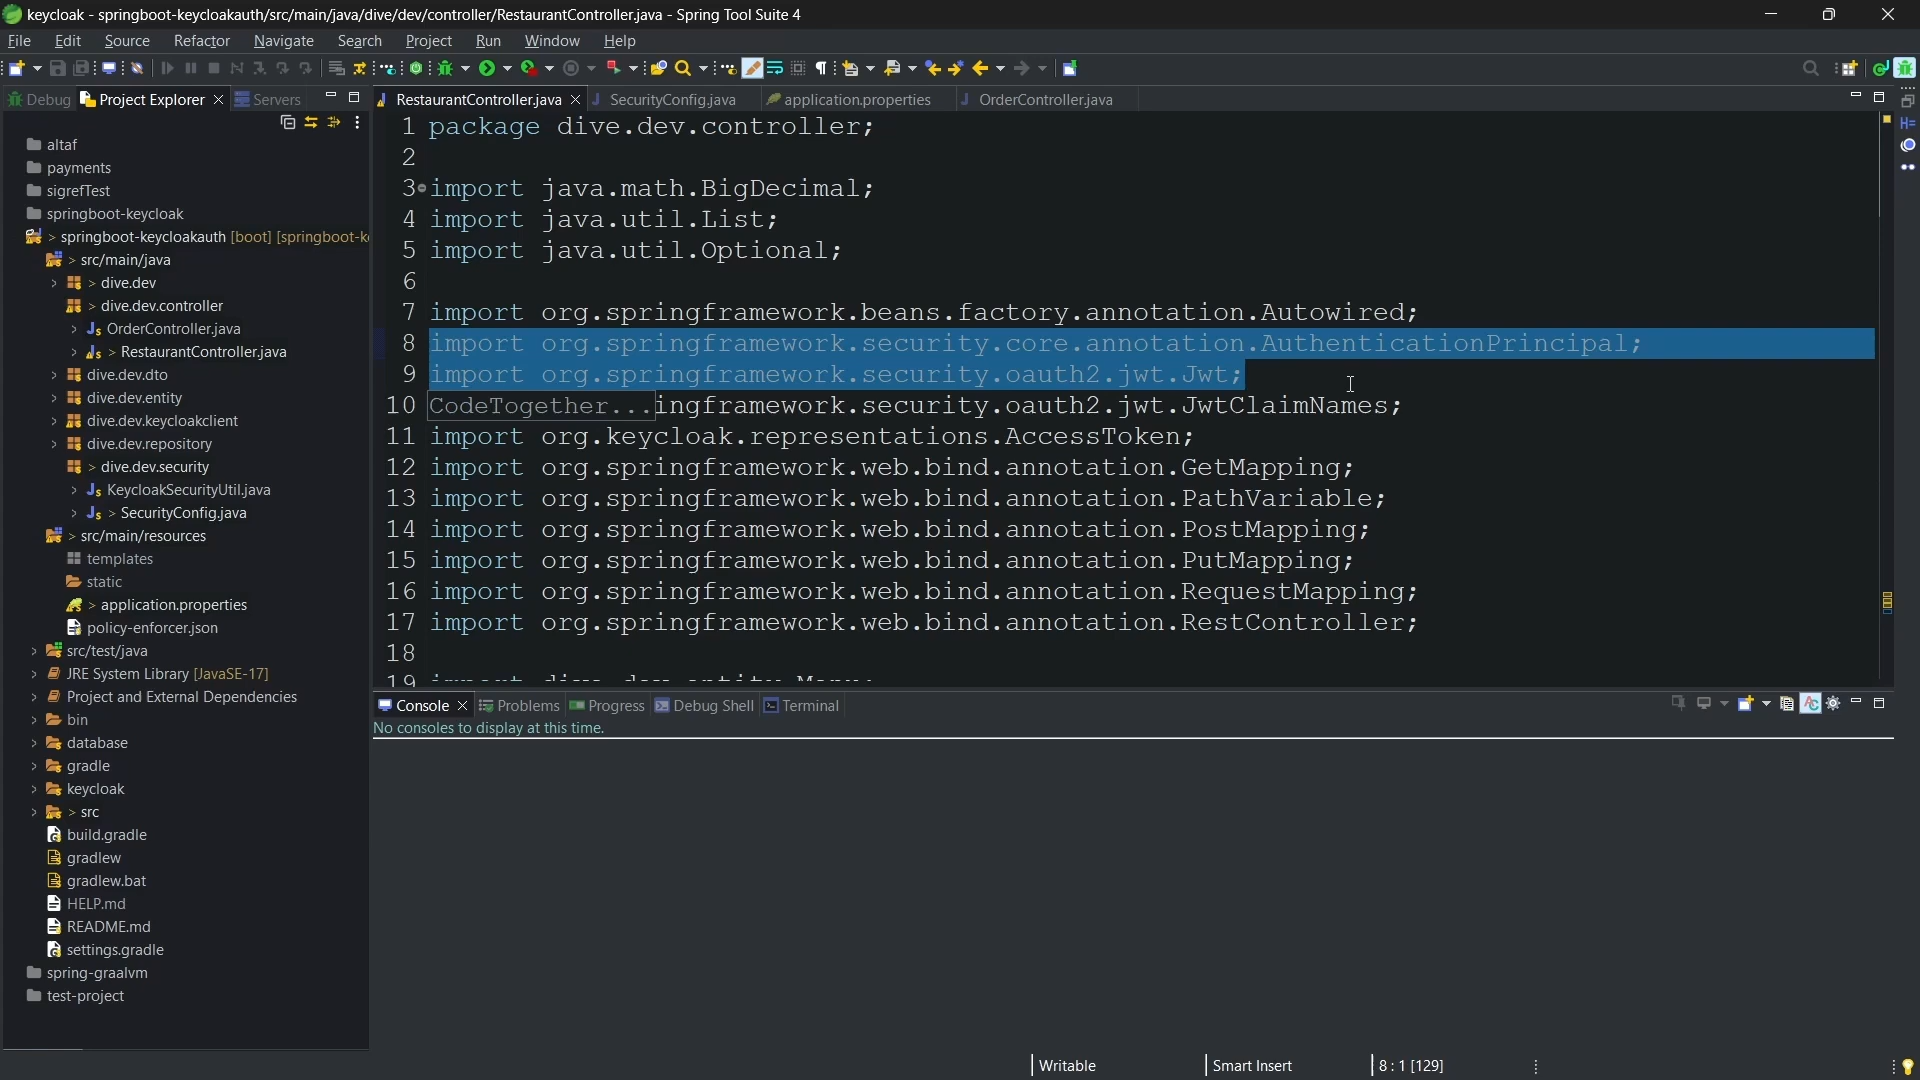 keycloak - springboot-keycloakauth/src/main/java/dive/dev/controller/RestaurantController.java - Spring Tool Suite 4
File Edit Source Refactor Navigate Search Project Run Window Help
Debug Project Explorer Servers
RestaurantController.java SecurityConfig.java application.properties OrderController.java
altaf
payments
sigrefTest
springboot-keycloak
> springboot-keycloakauth [boot] [springboot-k
> src/main/java
> dive.dev
> dive.dev.controller
OrderController.java
> RestaurantController.java
dive.dev.dto
dive.dev.entity
dive.dev.keycloakclient
dive.dev.repository
> dive.dev.security
KeycloakSecurityUtil.java
> SecurityConfig.java
> src/main/resources
templates
static
> application.properties
policy-enforcer.json
src/test/java
JRE System Library [JavaSE-17]
Project and External Dependencies
bin
database
gradle
keycloak
> src
build.gradle
gradlew
gradlew.bat
HELP.md
README.md
settings.gradle
spring-graalvm
test-project
1 package dive.dev.controller;
2
3 import java.math.BigDecimal;
4 import java.util.List;
5 import java.util.Optional;
6
7 import org.springframework.beans.factory.annotation.Autowired;
8 import org.springframework.security.core.annotation.AuthenticationPrincipal;
9 import org.springframework.security.oauth2.jwt.Jwt;
10 CodeTogether...ingframework.security.oauth2.jwt.JwtClaimNames;
11 import org.keycloak.representations.AccessToken;
12 import org.springframework.web.bind.annotation.GetMapping;
13 import org.springframework.web.bind.annotation.PathVariable;
14 import org.springframework.web.bind.annotation.PostMapping;
15 import org.springframework.web.bind.annotation.PutMapping;
16 import org.springframework.web.bind.annotation.RequestMapping;
17 import org.springframework.web.bind.annotation.RestController;
18
19 import dive.dev.entity.Menu;
Console Problems Progress Debug Shell Terminal
No consoles to display at this time.
Writable Smart Insert 8 : 1 [129]